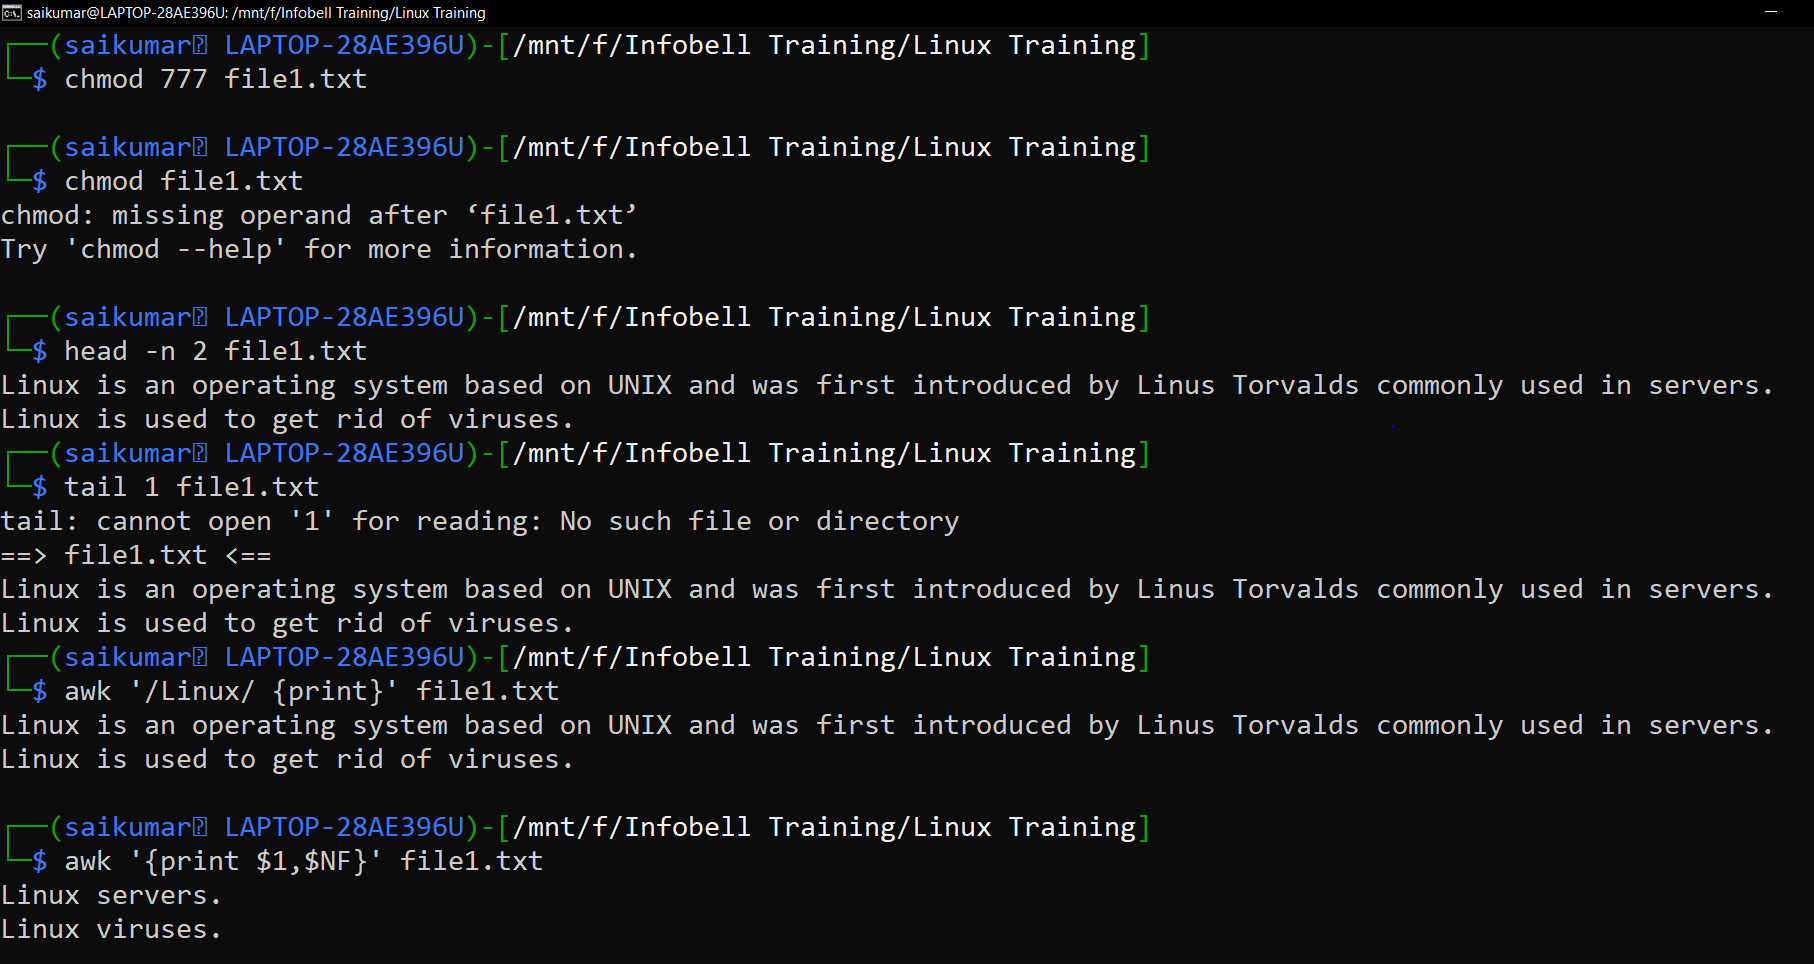 saikumar@LAPTOP-28AE396U: /mnt/f/Infobell Training/Linux Training
┌──(saikumar⍰ LAPTOP-28AE396U)-[/mnt/f/Infobell Training/Linux Training]
└─$ chmod 777 file1.txt
┌──(saikumar⍰ LAPTOP-28AE396U)-[/mnt/f/Infobell Training/Linux Training]
└─$ chmod file1.txt
chmod: missing operand after ‘file1.txt’
Try 'chmod --help' for more information.
┌──(saikumar⍰ LAPTOP-28AE396U)-[/mnt/f/Infobell Training/Linux Training]
└─$ head -n 2 file1.txt
Linux is an operating system based on UNIX and was first introduced by Linus Torvalds commonly used in servers.
Linux is used to get rid of viruses.
┌──(saikumar⍰ LAPTOP-28AE396U)-[/mnt/f/Infobell Training/Linux Training]
└─$ tail 1 file1.txt
tail: cannot open '1' for reading: No such file or directory
==> file1.txt <==
Linux is an operating system based on UNIX and was first introduced by Linus Torvalds commonly used in servers.
Linux is used to get rid of viruses.
┌──(saikumar⍰ LAPTOP-28AE396U)-[/mnt/f/Infobell Training/Linux Training]
└─$ awk '/Linux/ {print}' file1.txt
Linux is an operating system based on UNIX and was first introduced by Linus Torvalds commonly used in servers.
Linux is used to get rid of viruses.
┌──(saikumar⍰ LAPTOP-28AE396U)-[/mnt/f/Infobell Training/Linux Training]
└─$ awk '{print $1,$NF}' file1.txt
Linux servers.
Linux viruses.